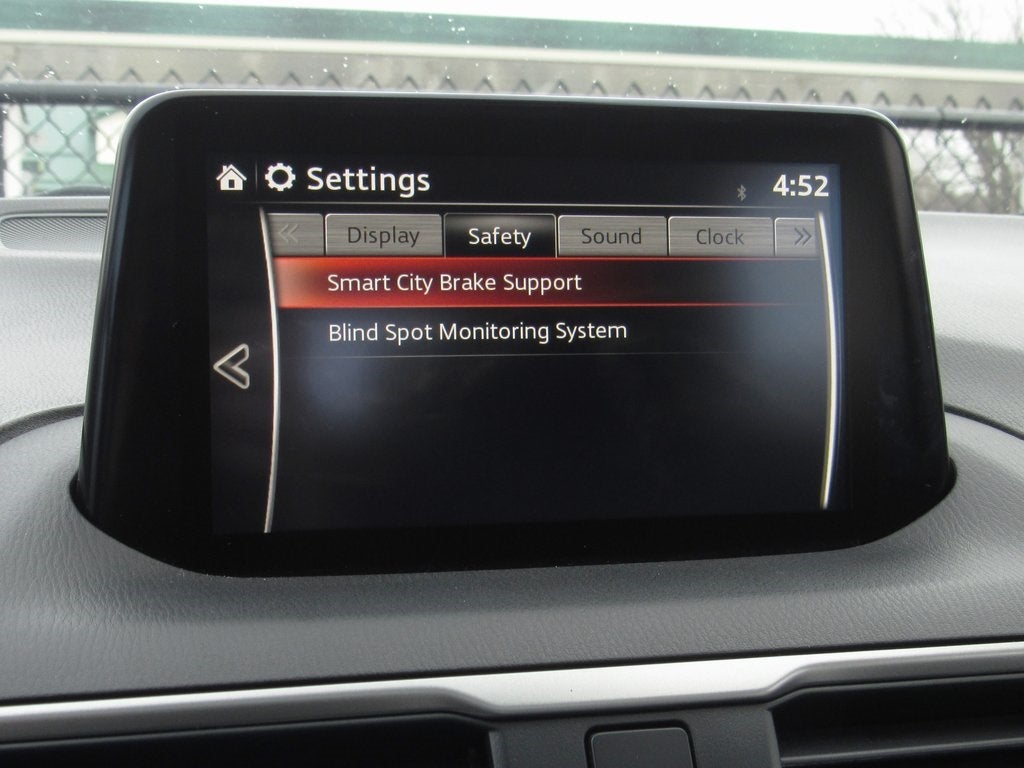 Settings 4:52
Display Safety Sound Clock
Smart City Brake Support
Blind Spot Monitoring System